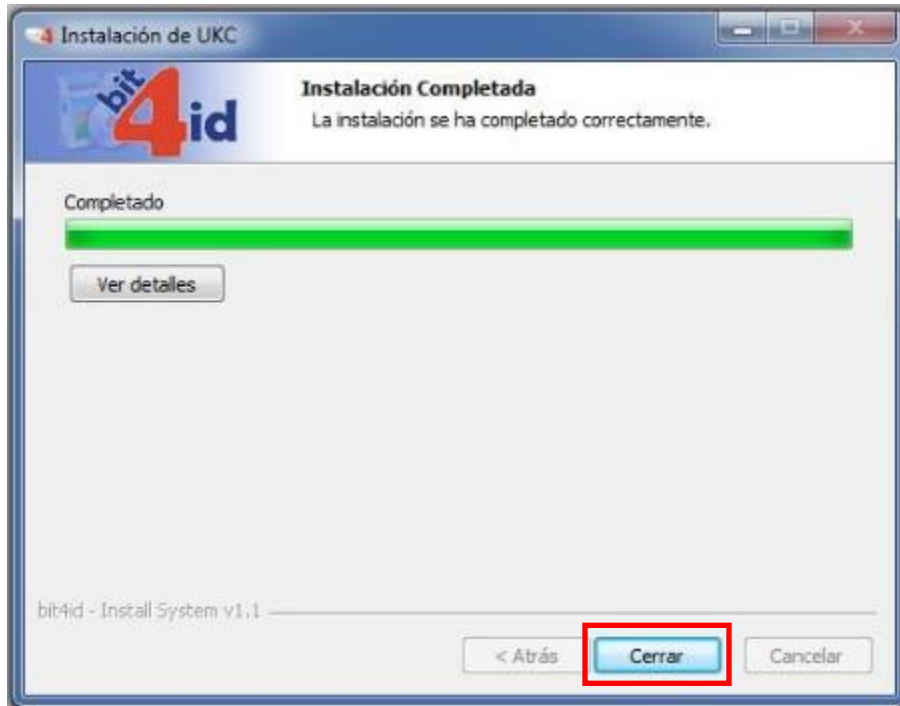 4 Instalación de UKC
bit4id
Instalación Completada
La instalación se ha completado correctamente.
Completado
Ver detalles
bit4id - Install System v1.1
< Atrás
Cerrar
Cancelar